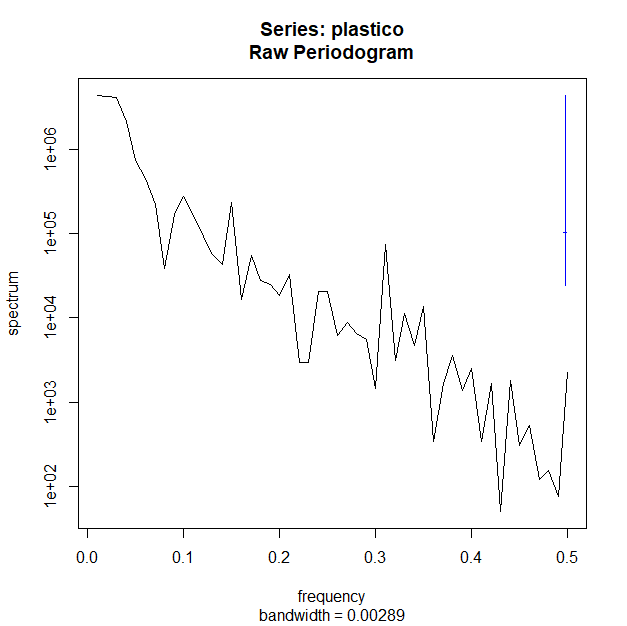 Series: plastico
Raw Periodogram
spectrum
1e+06
1e+05
1e+04
1e+03
1e+02
0.0 0.1 0.2 0.3 0.4 0.5
frequency
bandwidth = 0.00289